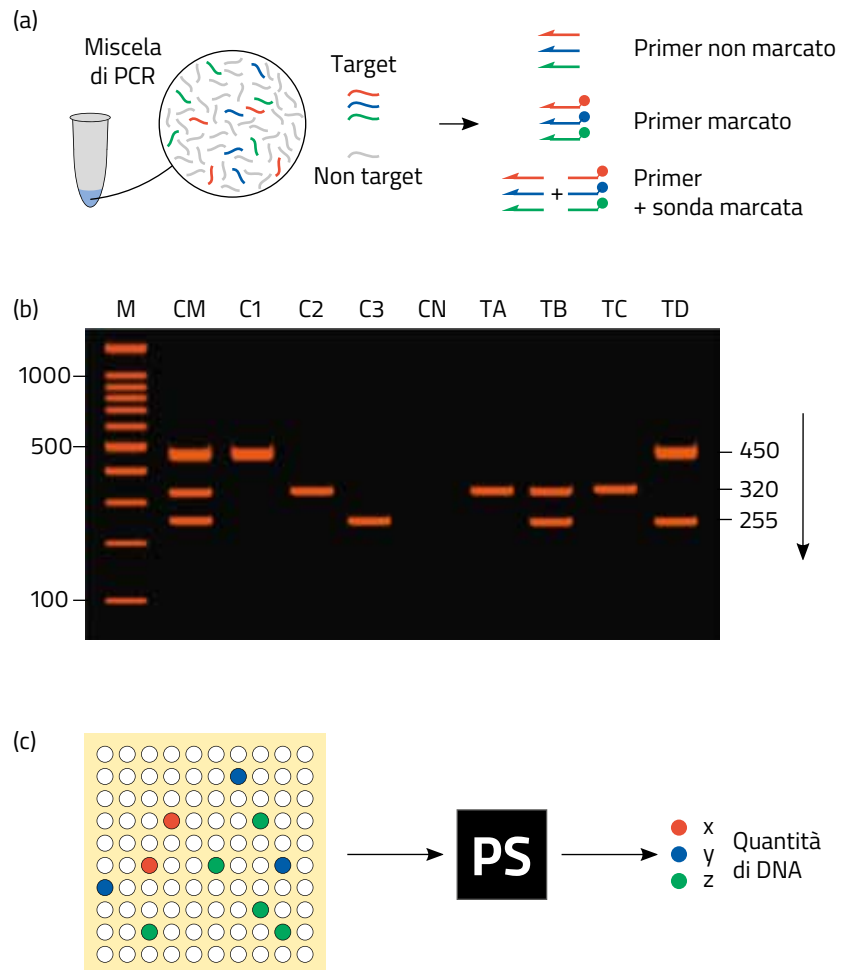 (a)
Miscela
di PCR
Target
Non target
Primer non marcato
Primer marcato
+
Primer
+ sonda marcata
(b) M CM C1 C2 C3 CN TA TB TC TD
1000
500
100
450
320
255
(c)
PS
x
y
z
Quantità
di DNA